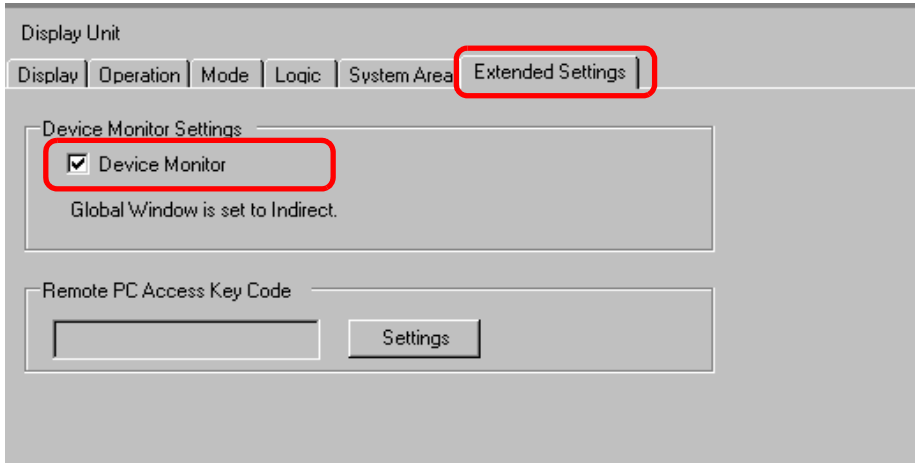 Display Unit
Display Operation Mode Logic System Area Extended Settings
Device Monitor Settings
Device Monitor
Global Window is set to Indirect.
Remote PC Access Key Code
Settings